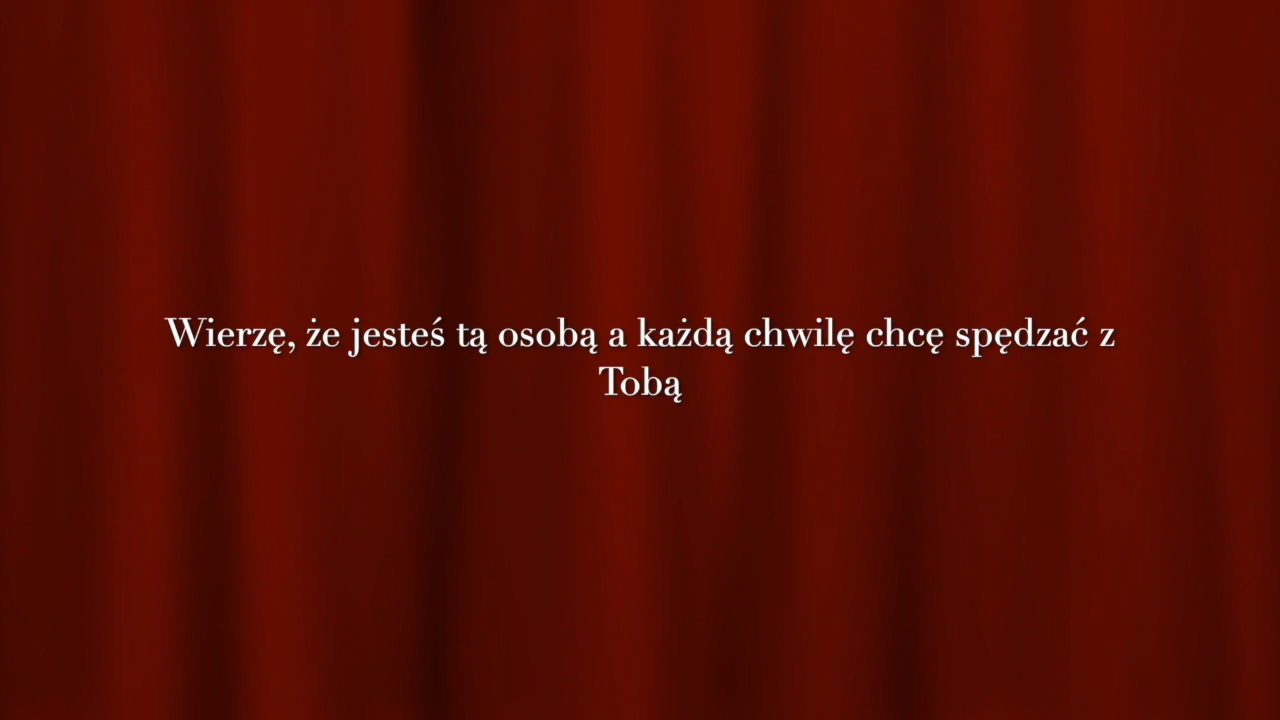 Wierzę, że jesteś tą osobą a każdą chwilę chcę spędzać z
Tobą